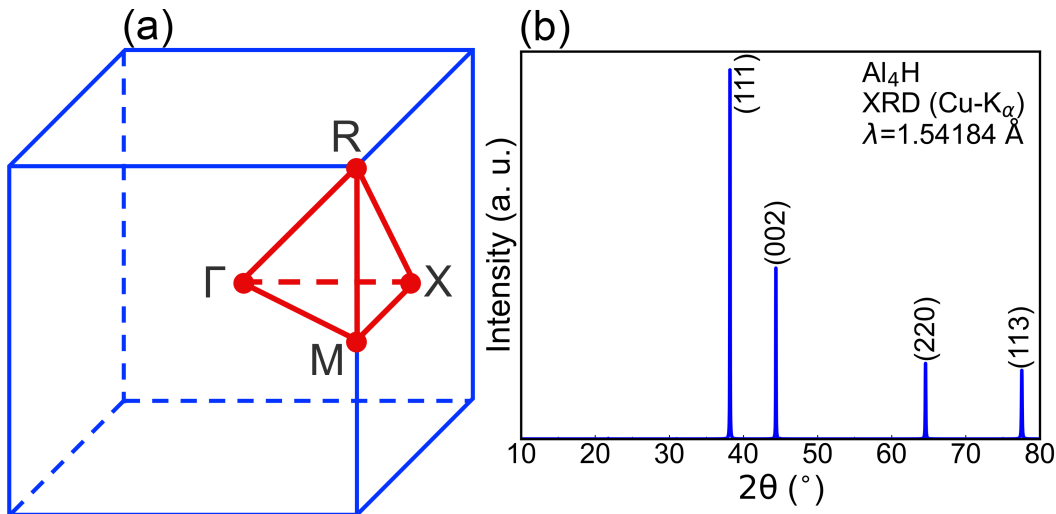 (a)
R
Γ
X
M
(b)
Al₄H
XRD (Cu-Kα)
λ=1.54184 Å
(111)
(002)
(220)
(113)
Intensity (a. u.)
10 20 30 40 50 60 70 80
2θ (°)